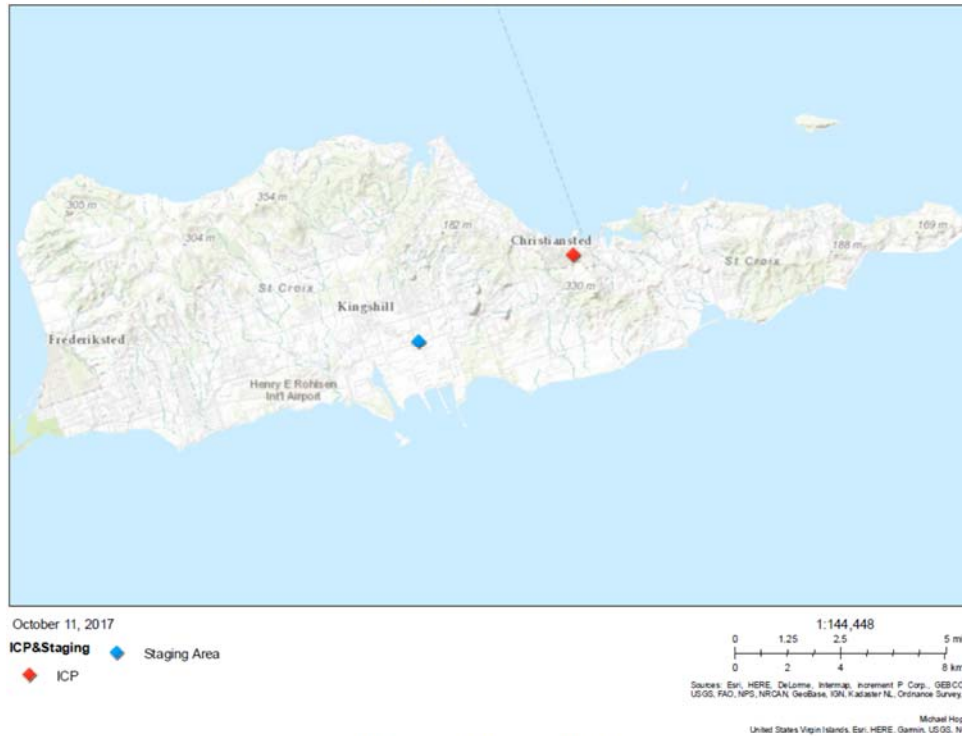 305 m
354 m
304 m
182 m
169 m
188 m
Christiansted
St Croix
330 m
St Croix
Kingshill
Frederiksted
Henry E Rohlsen
Int'l Airport
October 11, 2017
ICP&Staging
Staging Area
ICP
1:144,448
0 1.25 2.5 5 mi
0 2 4 8 km
Sources: Esri, HERE, DeLorme, Intermap, increment P Corp., GEBCO,
USGS, FAO, NPS, NRCAN, GeoBase, IGN, Kadaster NL, Ordnance Survey,
Michael Hop
United States Virgin Islands, Esri, HERE, Garmin, USGS, N